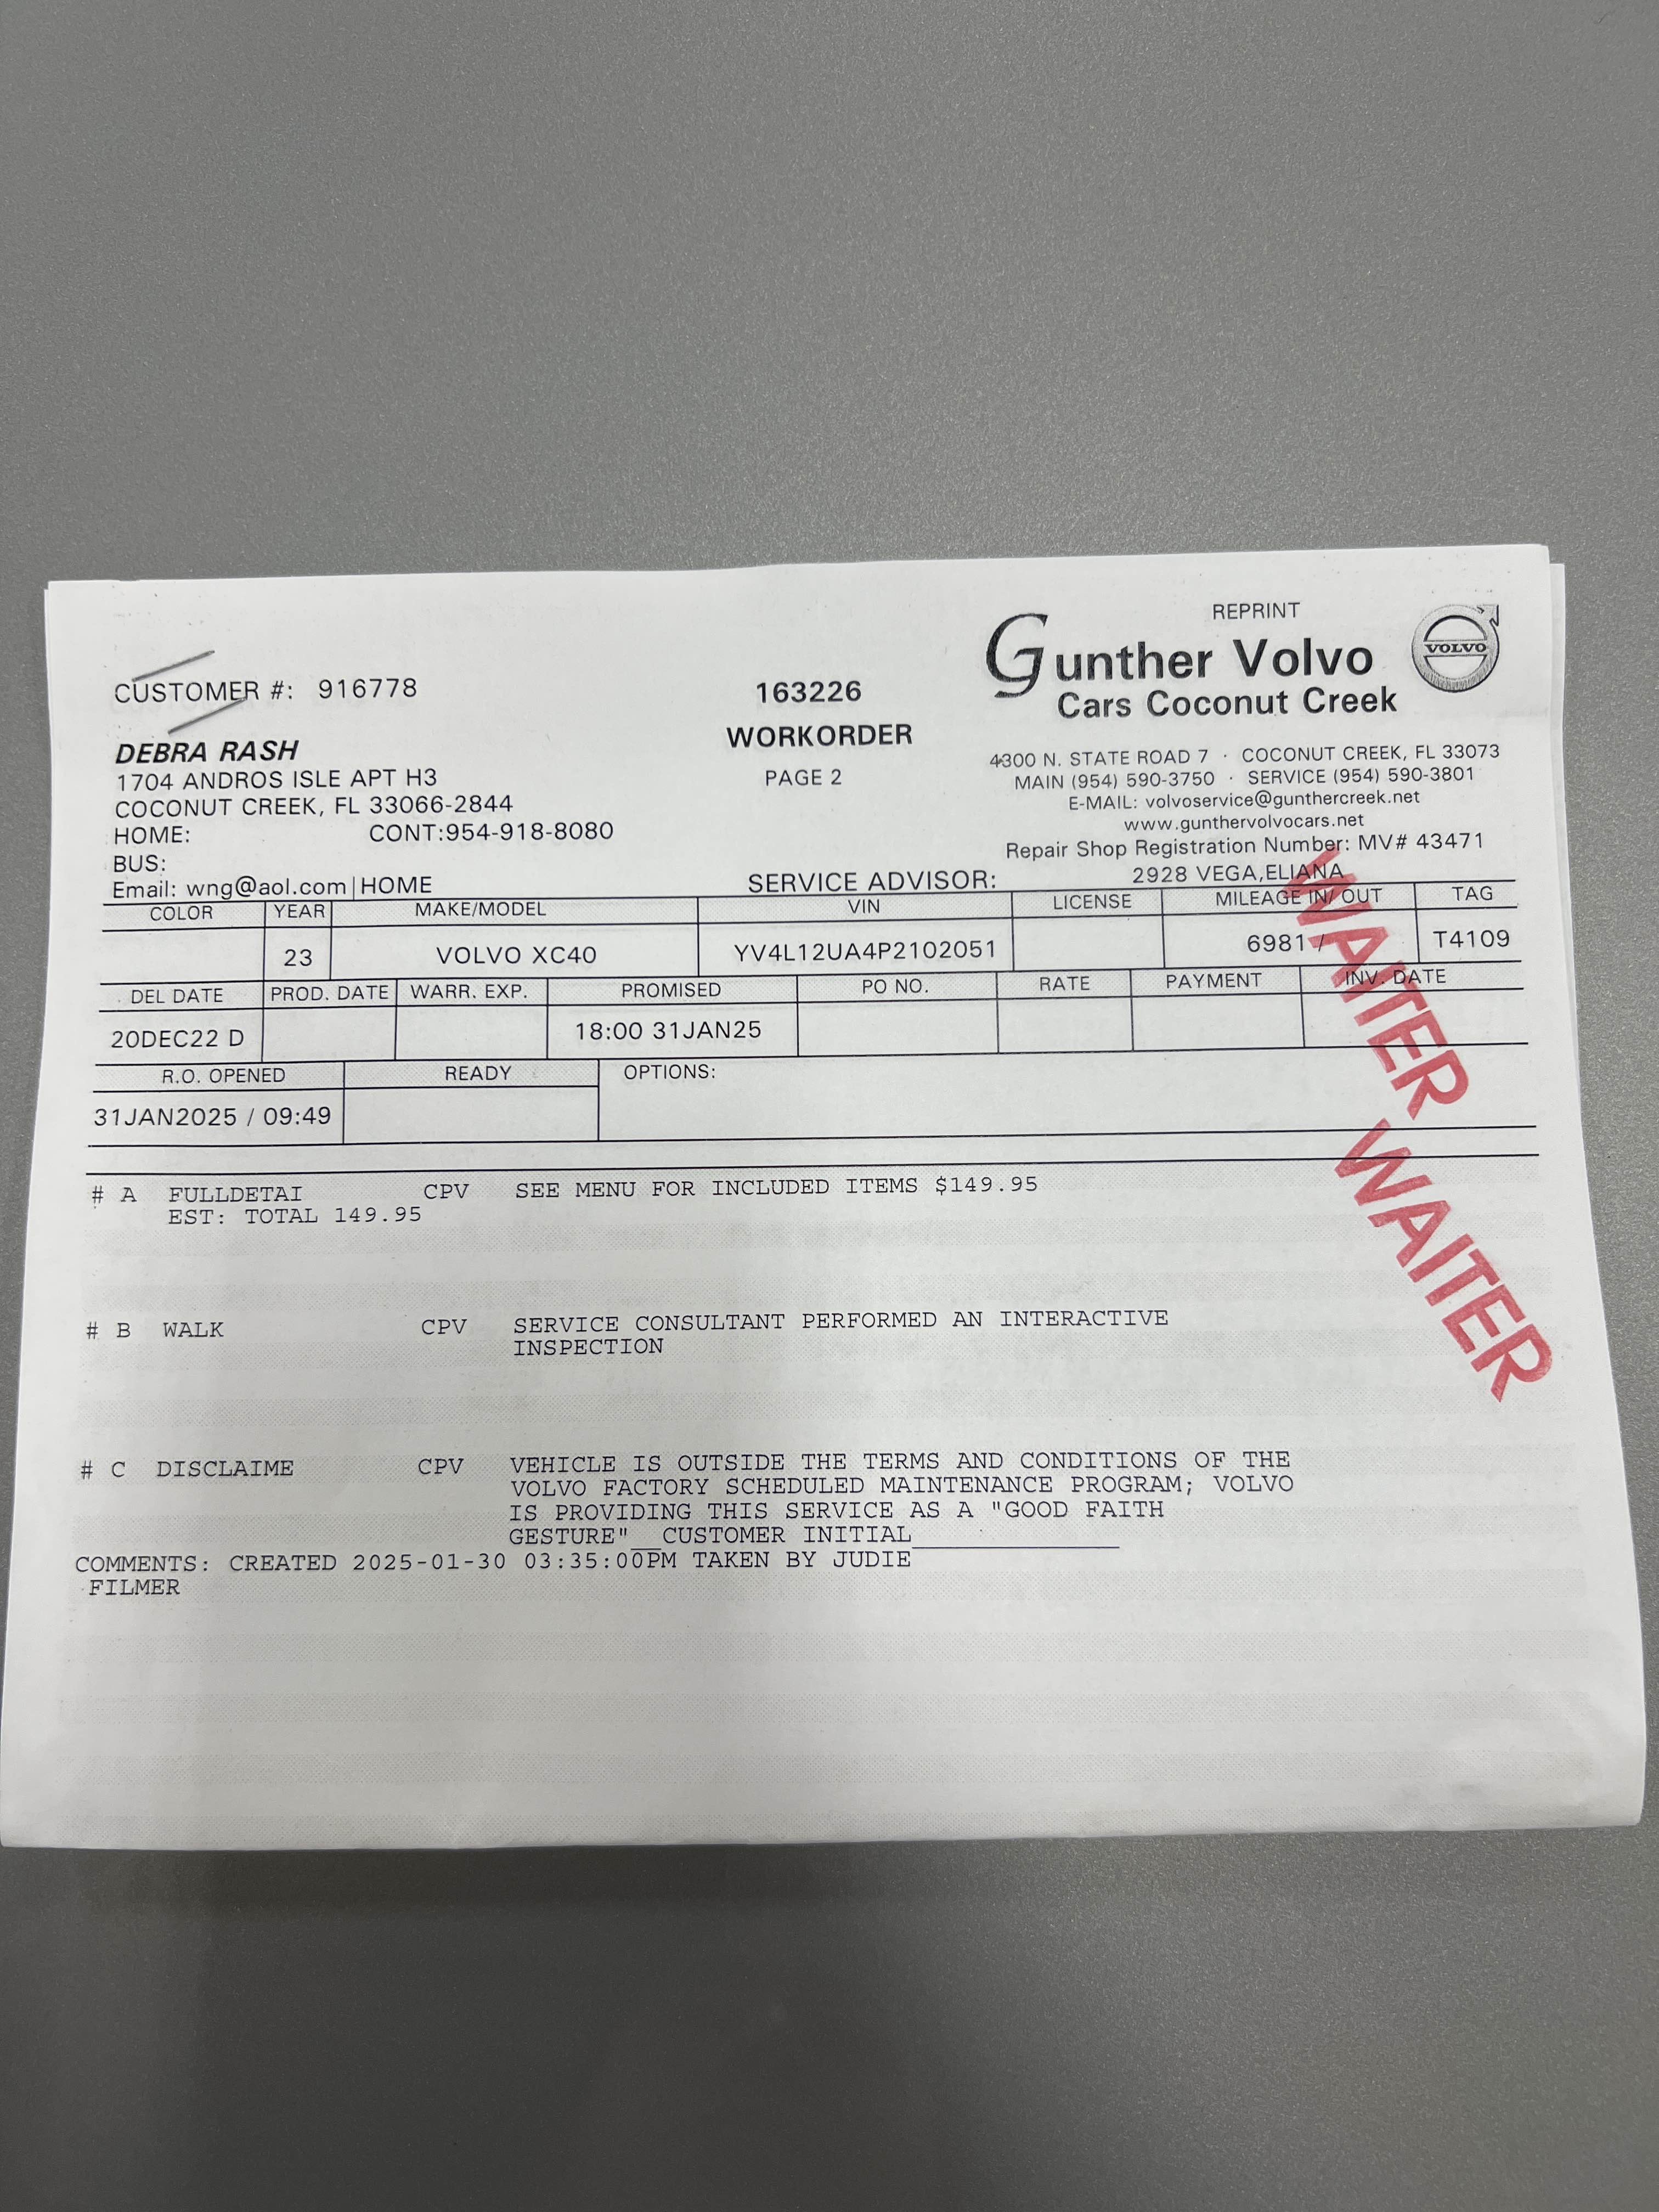 REPRINT
Gunther Volvo
Cars Coconut Creek
VOLVO
4300 N. STATE ROAD 7 · COCONUT CREEK, FL 33073
MAIN (954) 590-3750 · SERVICE (954) 590-3801
E-MAIL: volvoservice@gunthercreek.net
www.gunthervolvocars.net
Repair Shop Registration Number: MV# 43471
CUSTOMER #: 916778
163226
WORKORDER
PAGE 2
DEBRA RASH
1704 ANDROS ISLE APT H3
COCONUT CREEK, FL 33066-2844
HOME: CONT:954-918-8080
BUS:
Email: wng@aol.com|HOME
SERVICE ADVISOR: 2928 VEGA,ELIANA
COLOR YEAR MAKE/MODEL VIN LICENSE MILEAGE IN/ OUT TAG
23 VOLVO XC40 YV4L12UA4P2102051 6981 / T4109
DEL DATE PROD. DATE WARR. EXP. PROMISED PO NO. RATE PAYMENT INV. DATE
20DEC22 D 18:00 31JAN25
R.O. OPENED READY OPTIONS:
31JAN2025 / 09:49
WAITER WAITER
# A FULLDETAI CPV SEE MENU FOR INCLUDED ITEMS $149.95
EST: TOTAL 149.95
# B WALK CPV SERVICE CONSULTANT PERFORMED AN INTERACTIVE
INSPECTION
# C DISCLAIME CPV VEHICLE IS OUTSIDE THE TERMS AND CONDITIONS OF THE
VOLVO FACTORY SCHEDULED MAINTENANCE PROGRAM; VOLVO
IS PROVIDING THIS SERVICE AS A "GOOD FAITH
GESTURE"__CUSTOMER INITIAL_______________
COMMENTS: CREATED 2025-01-30 03:35:00PM TAKEN BY JUDIE
FILMER